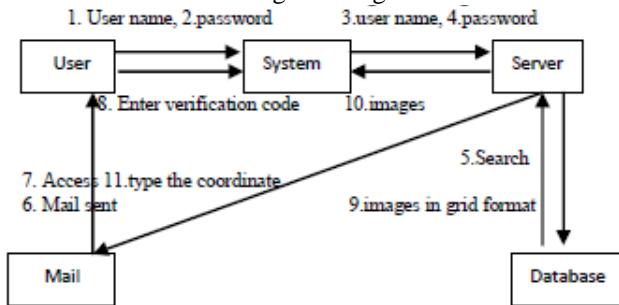 1. User name, 2.password
3.user name, 4.password
User
System
Server
8. Enter verification code
10.images
5.Search
7. Access 11.type the coordinate
6. Mail sent
9.images in grid format
Mail
Database